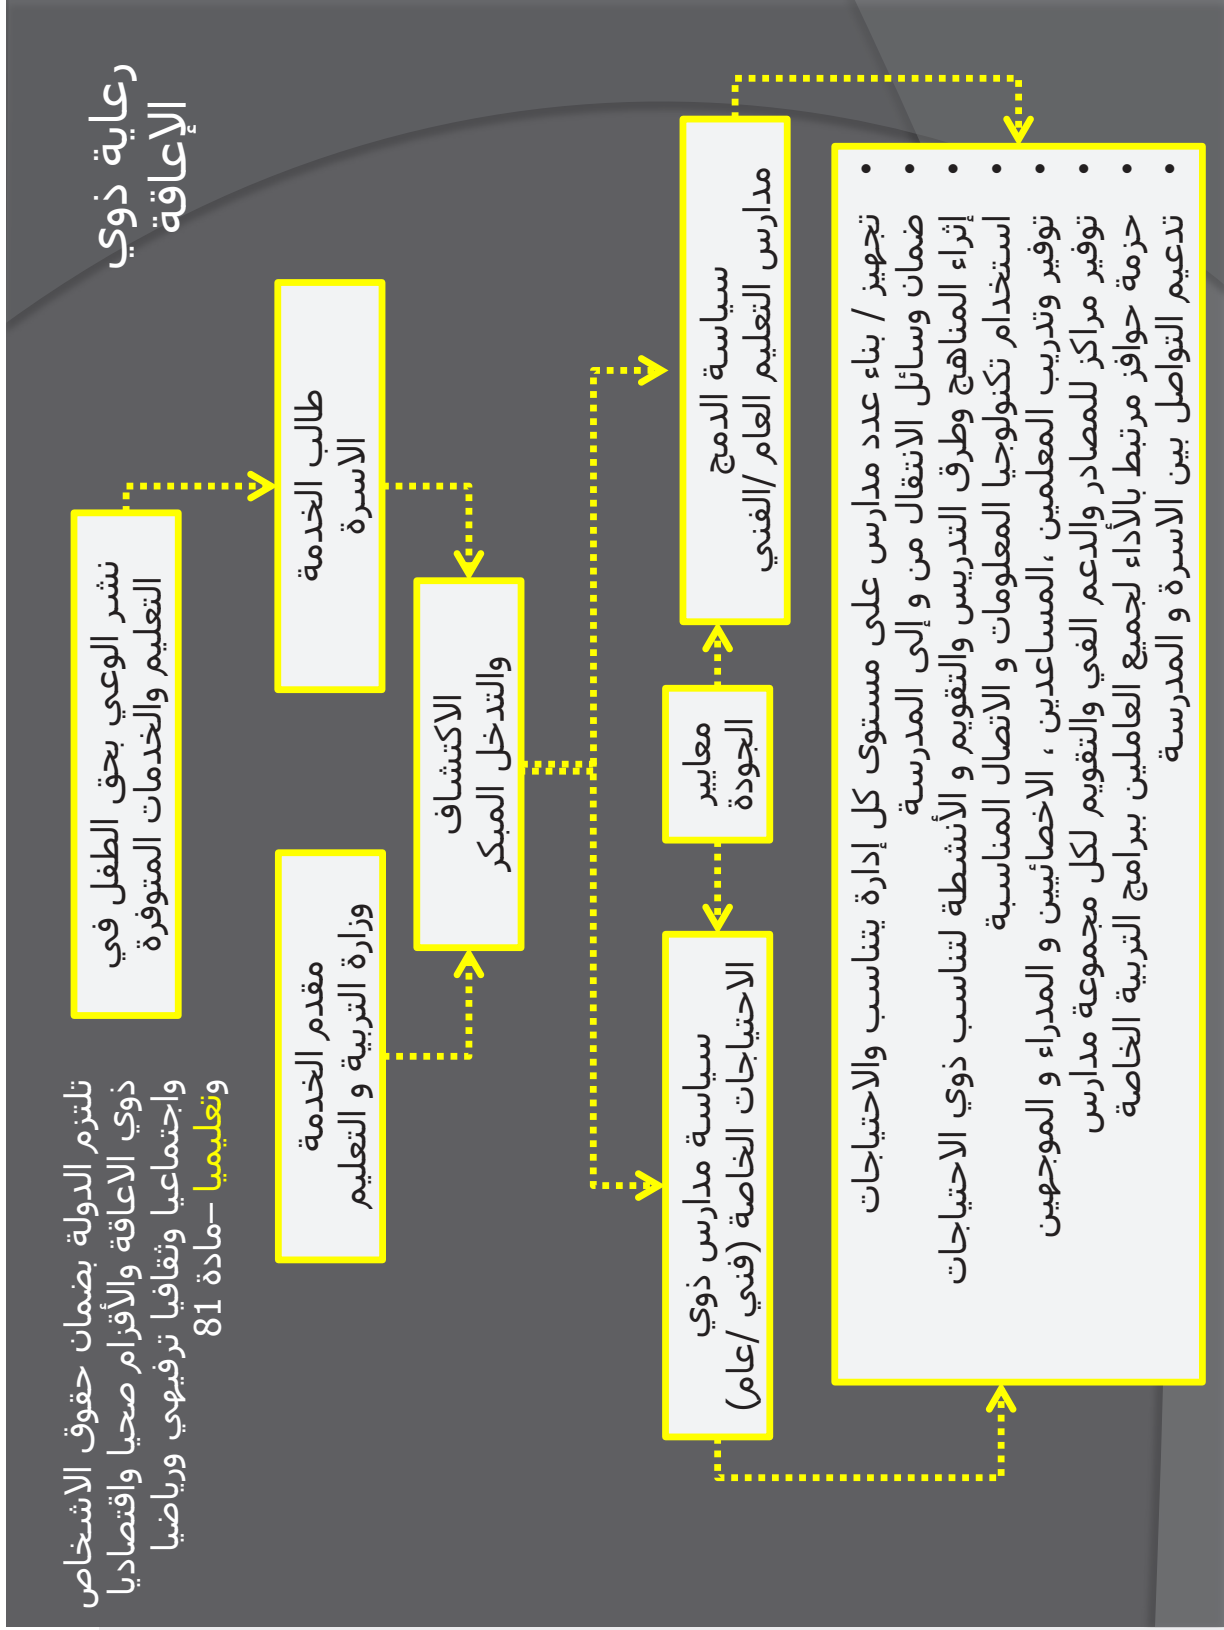 رعاية ذوي
الإعاقة
تلتزم الدولة بضمان حقوق الاشخاص
ذوي الاعاقة والأقزام صحيا واقتصاديا
واجتماعيا وثقافيا ترفيهي ورياضيا
وتعليميا –مادة 81
نشر الوعي بحق الطفل في
التعليم والخدمات المتوفرة
طالب الخدمة
الاسرة
مقدم الخدمة
وزارة التربية و التعليم
الاكتشاف
والتدخل المبكر
سياسة الدمج
مدارس التعليم العام /الفني
معايير
الجودة
سياسة مدارس ذوي
الاحتياجات الخاصة (فني /عام)
• تجهيز / بناء عدد مدارس على مستوى كل إدارة يتناسب والاحتياجات
• ضمان وسائل الانتقال من و إلى المدرسة
• إثراء المناهج وطرق التدريس والتقويم و الأنشطة لتناسب ذوي الاحتياجات
• استخدام تكنولوجيا المعلومات و الاتصال المناسبة
• توفير وتدريب المعلمين ،المساعدين ، الاخصائيين و المدراء و الموجهين
• توفير مراكز للمصادر والدعم الفي والتقويم لكل مجموعة مدارس
• حزمة حوافز مرتبط بالأداء لجميع العاملين ببرامج التربية الخاصة
• تدعيم التواصل بين الاسرة و المدرسة